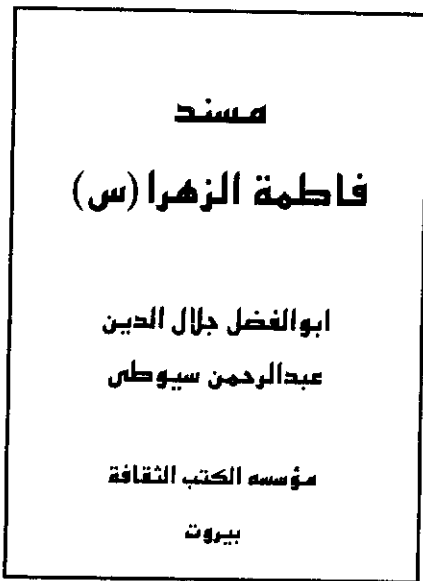 مسند
فاطمة الزهرا (س)
ابوالفضل جلال الدين
عبدالرحمن سيوطى
مؤسسه الكتب الثقافة
بيروت